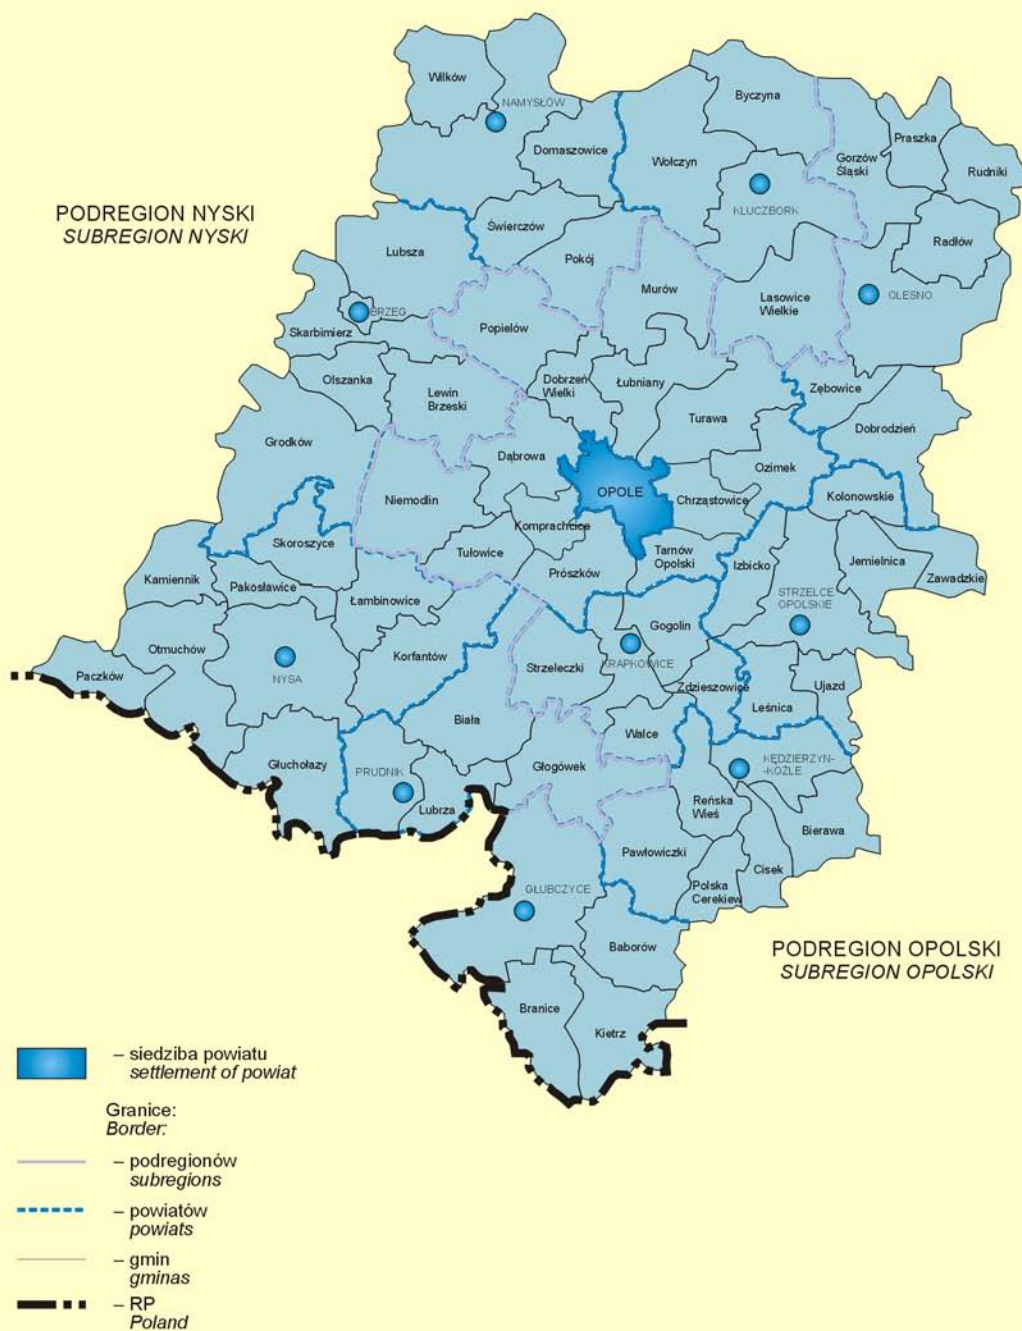 Wilków
NAMYSŁÓW
Byczyna
Praszka
Domaszowice
Wołczyn
Gorzów
Śląski
Rudniki
KLUCZBORK
PODREGION NYSKI
SUBREGION NYSKI
Świerczów
Radłów
Lubsza
Pokój
Murów
Lasowice
Wielkie
OLESNO
BRZEG
Skarbimierz
Popielów
Olszanka
Lewin
Brzeski
Dobrzeń
Wielki
Łubniany
Zębowice
Turawa
Dobrodzień
Grodków
Dąbrowa
Ozimek
Niemodlin
OPOLE
Chrząstowice
Kolonowskie
Komprachcice
Skoroszyce
Tułowice
Tarnów
Opolski
Izbicko
Jemielnica
Zawadzkie
Kamiennik
Pakosławice
Prószków
Łambinowice
STRZELCE
OPOLSKIE
Gogolin
Otmuchów
Korfantów
Strzeleczki
KRAPKOWICE
Paczków
NYSA
Zdzieszowice
Ujazd
Leśnica
Biała
Walce
Głuchołazy
PRUDNIK
Głogówek
KĘDZIERZYN-
-KOŹLE
Lubrza
Reńska
Wieś
Bierawa
Pawłowiczki
Cisek
Polska
Cerekiew
GŁUBCZYCE
Baborów
PODREGION OPOLSKI
SUBREGION OPOLSKI
Branice
Kietrz
– siedziba powiatu
settlement of powiat
Granice:
Border:
– podregionów
subregions
– powiatów
powiats
– gmin
gminas
– RP
Poland